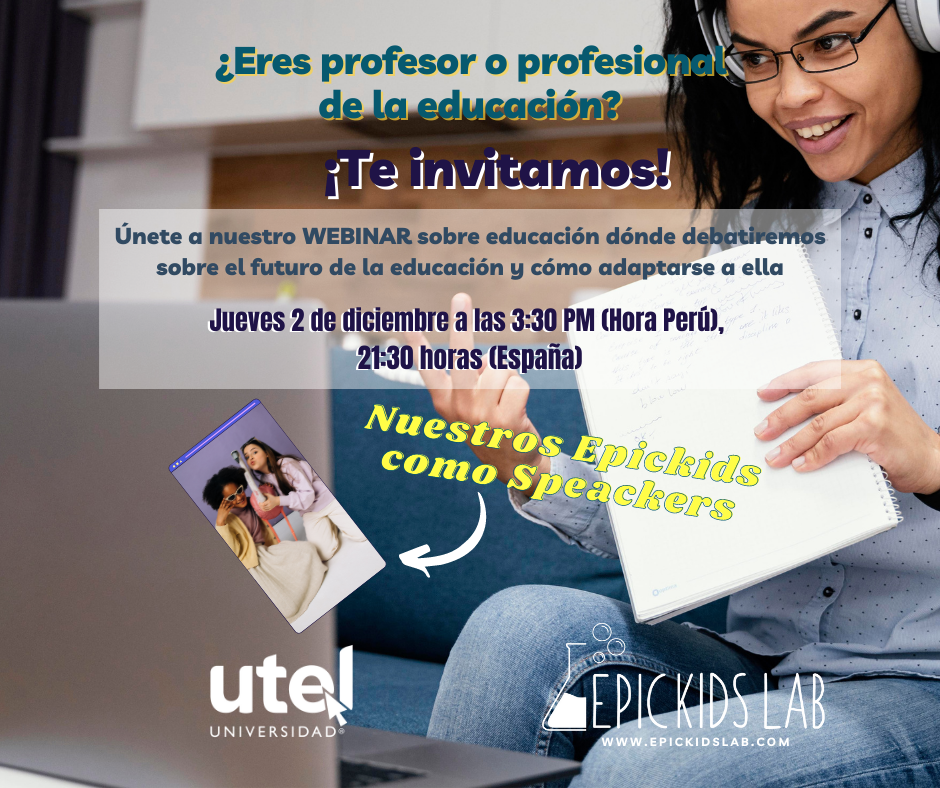 ¿Eres profesor o profesional
de la educación?
¡Te invitamos!
Únete a nuestro WEBINAR sobre educación dónde debatiremos
sobre el futuro de la educación y cómo adaptarse a ella
Jueves 2 de diciembre a las 3:30 PM (Hora Perú),
21:30 horas (España)
Nuestros Epickids
como Speackers
utel
UNIVERSIDAD®
EPICKIDS LAB
WWW.EPICKIDSLAB.COM